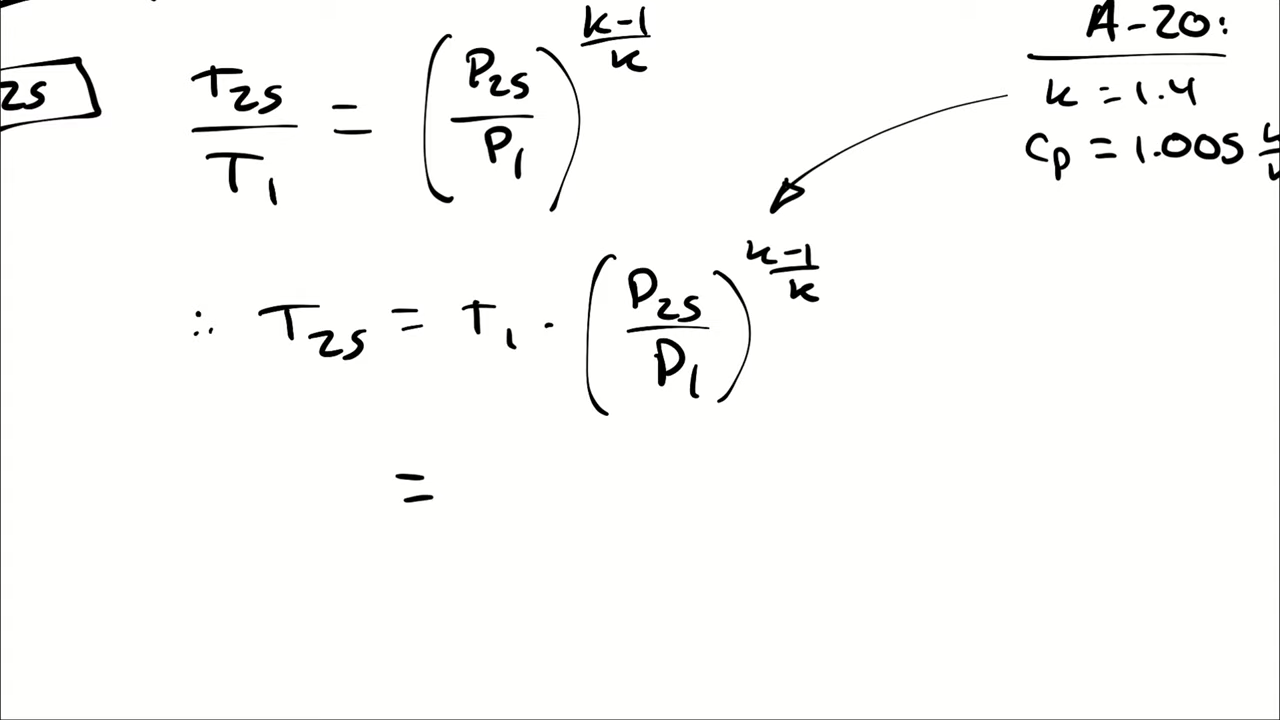 2s
T2s / T1 = (P2s / P1)^(k-1/k)
A-20:
k = 1.4
Cp = 1.005
∴ T2s = T1 · (P2s / P1)^(k-1/k)
=